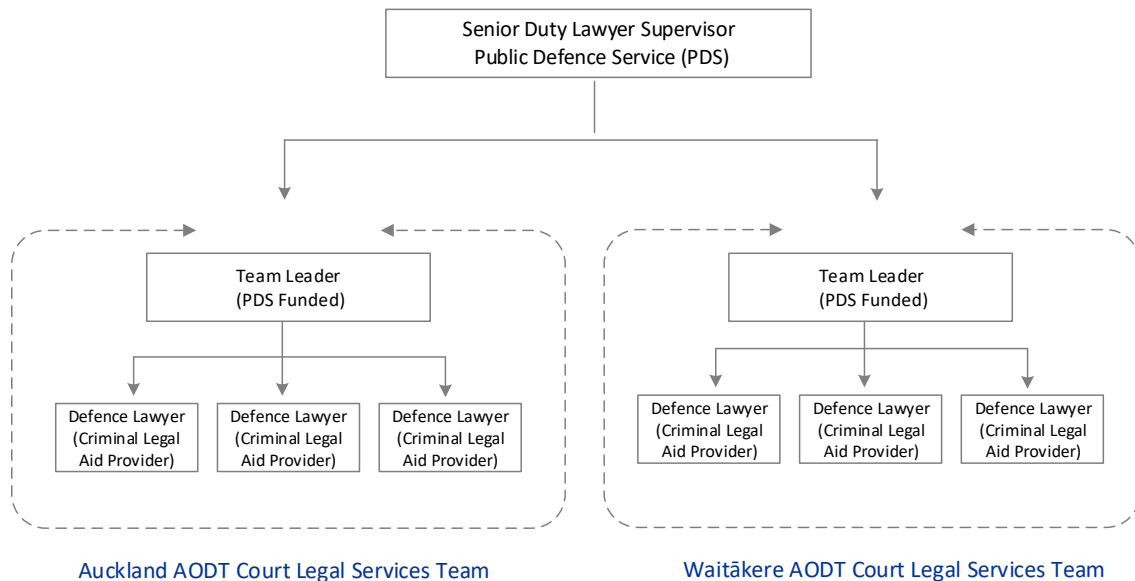 Senior Duty Lawyer Supervisor
Public Defence Service (PDS)
Team Leader
(PDS Funded)
Team Leader
(PDS Funded)
Defence Lawyer
(Criminal Legal
Aid Provider)
Defence Lawyer
(Criminal Legal
Aid Provider)
Defence Lawyer
(Criminal Legal
Aid Provider)
Defence Lawyer
(Criminal Legal
Aid Provider)
Defence Lawyer
(Criminal Legal
Aid Provider)
Defence Lawyer
(Criminal Legal
Aid Provider)
Auckland AODT Court Legal Services Team
Waitākere AODT Court Legal Services Team